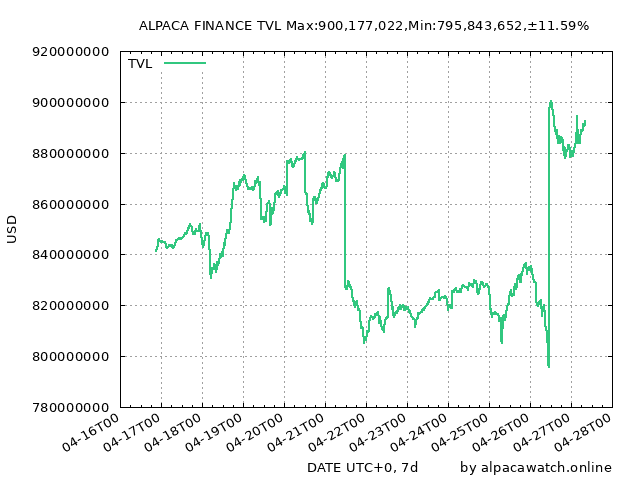 ALPACA FINANCE TVL Max:900,177,022,Min:795,843,652,±11.59%
920000000
TVL
900000000
880000000
860000000
USD
840000000
820000000
800000000
780000000
04-16T00 04-17T00 04-18T00 04-19T00 04-20T00 04-21T00 04-22T00 04-23T00 04-24T00 04-25T00 04-26T00 04-27T00 04-28T00
DATE UTC+0, 7d by alpacawatch.online